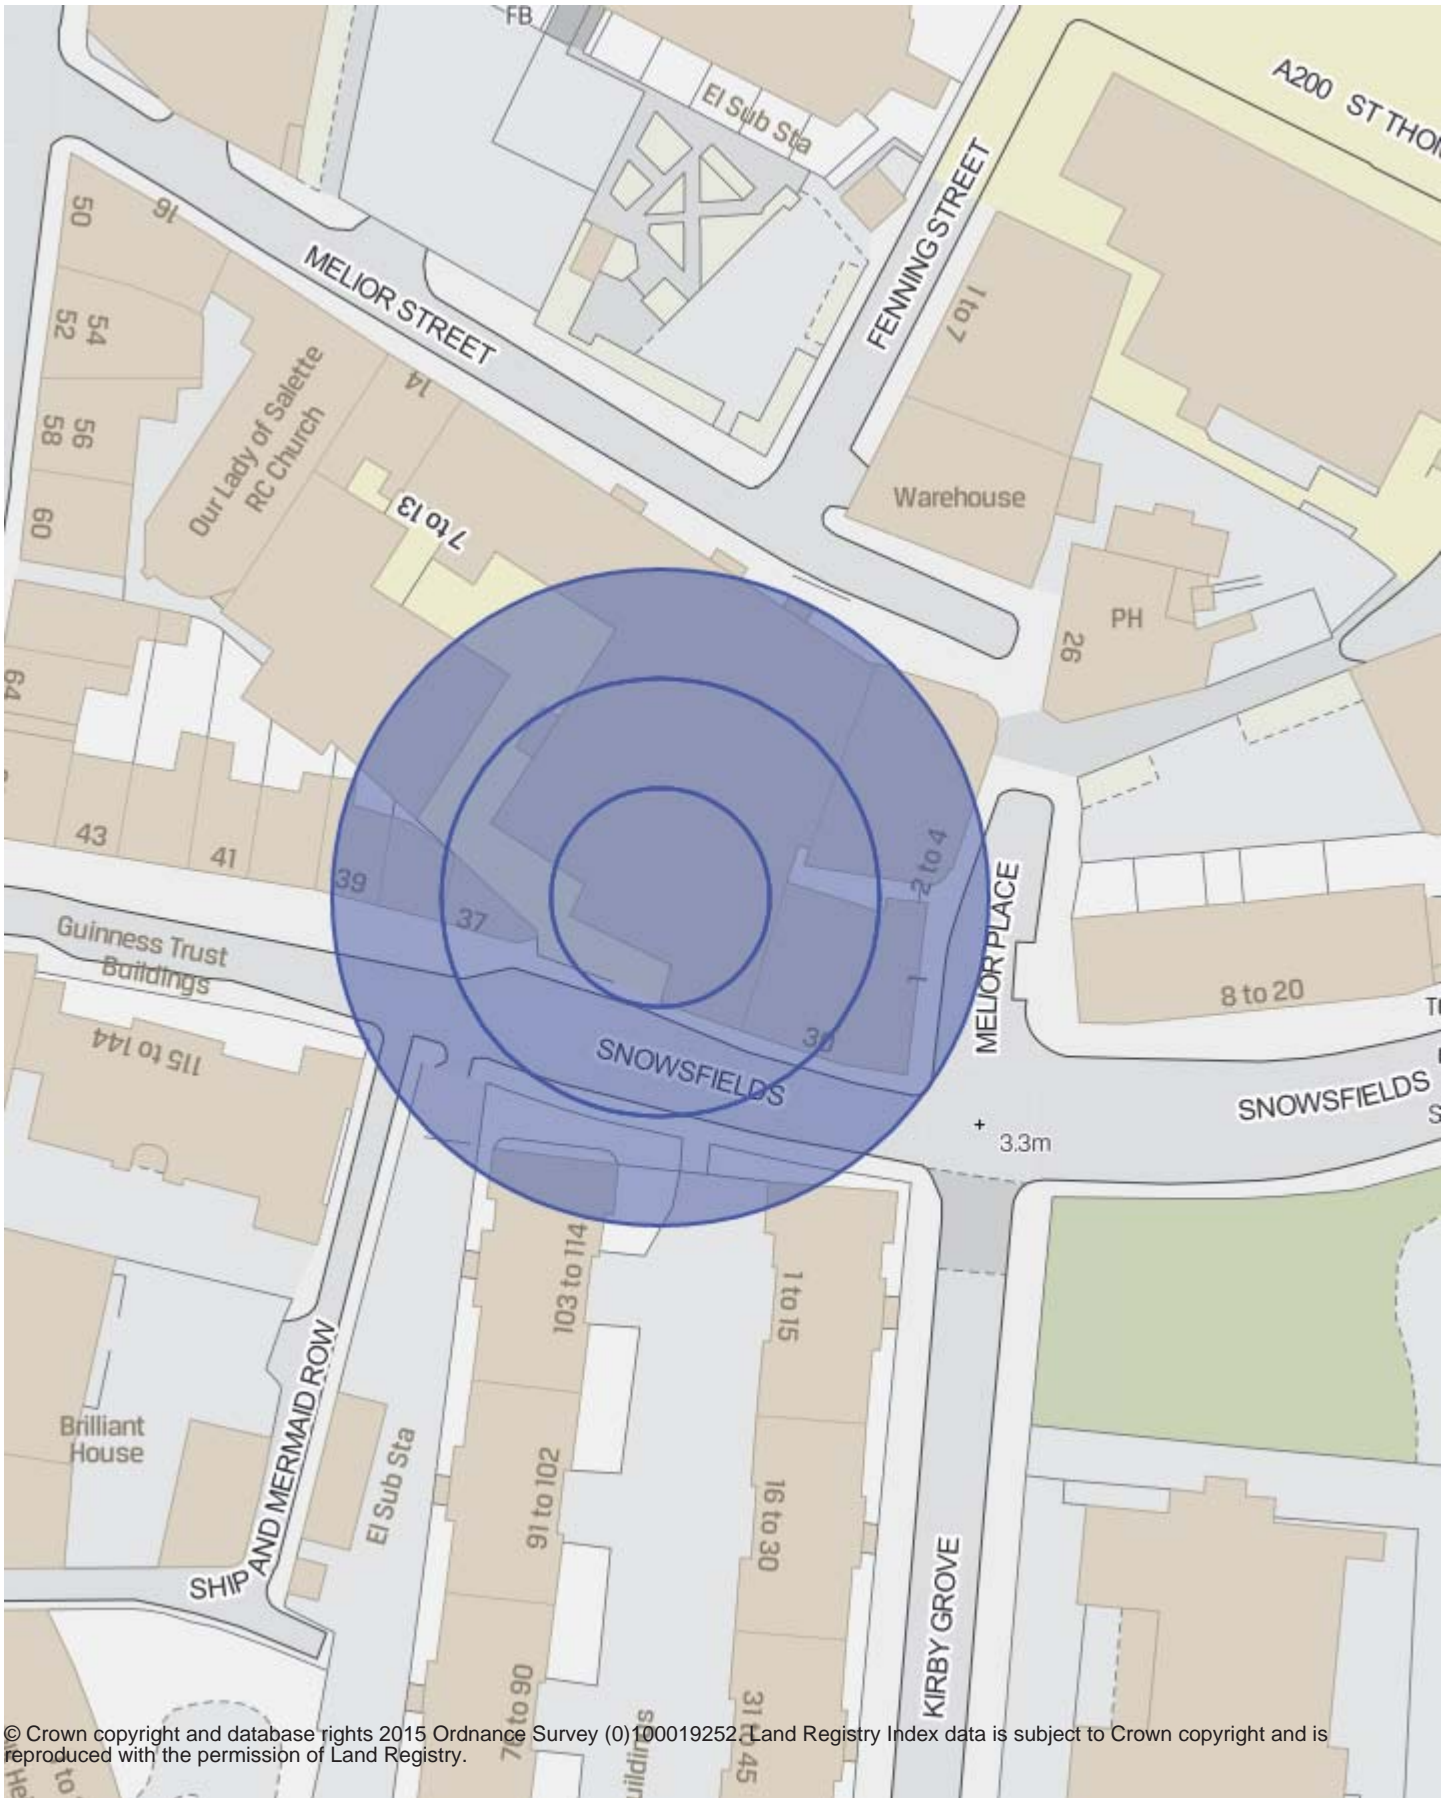 FB
El Sub Sta
A200 ST THOM
FENNING STREET
50
16
MELIOR STREET
1 to 7
54
52
14
Our Lady of Salette
RC Church
56
58
7 to 13
Warehouse
60
PH
26
64
2 to 4
43
41
39
37
MELIOR PLACE
Guinness Trust
Buildings
1
8 to 20
115 to 144
SNOWSFIELDS
SNOWSFIELDS
3.3m
103 to 114
1 to 15
SHIP AND MERMAID ROW
Brilliant
House
El Sub Sta
91 to 102
16 to 30
KIRBY GROVE
31 to 45
© Crown copyright and database rights 2015 Ordnance Survey (0)100019252. Land Registry Index data is subject to Crown copyright and is
reproduced with the permission of Land Registry.